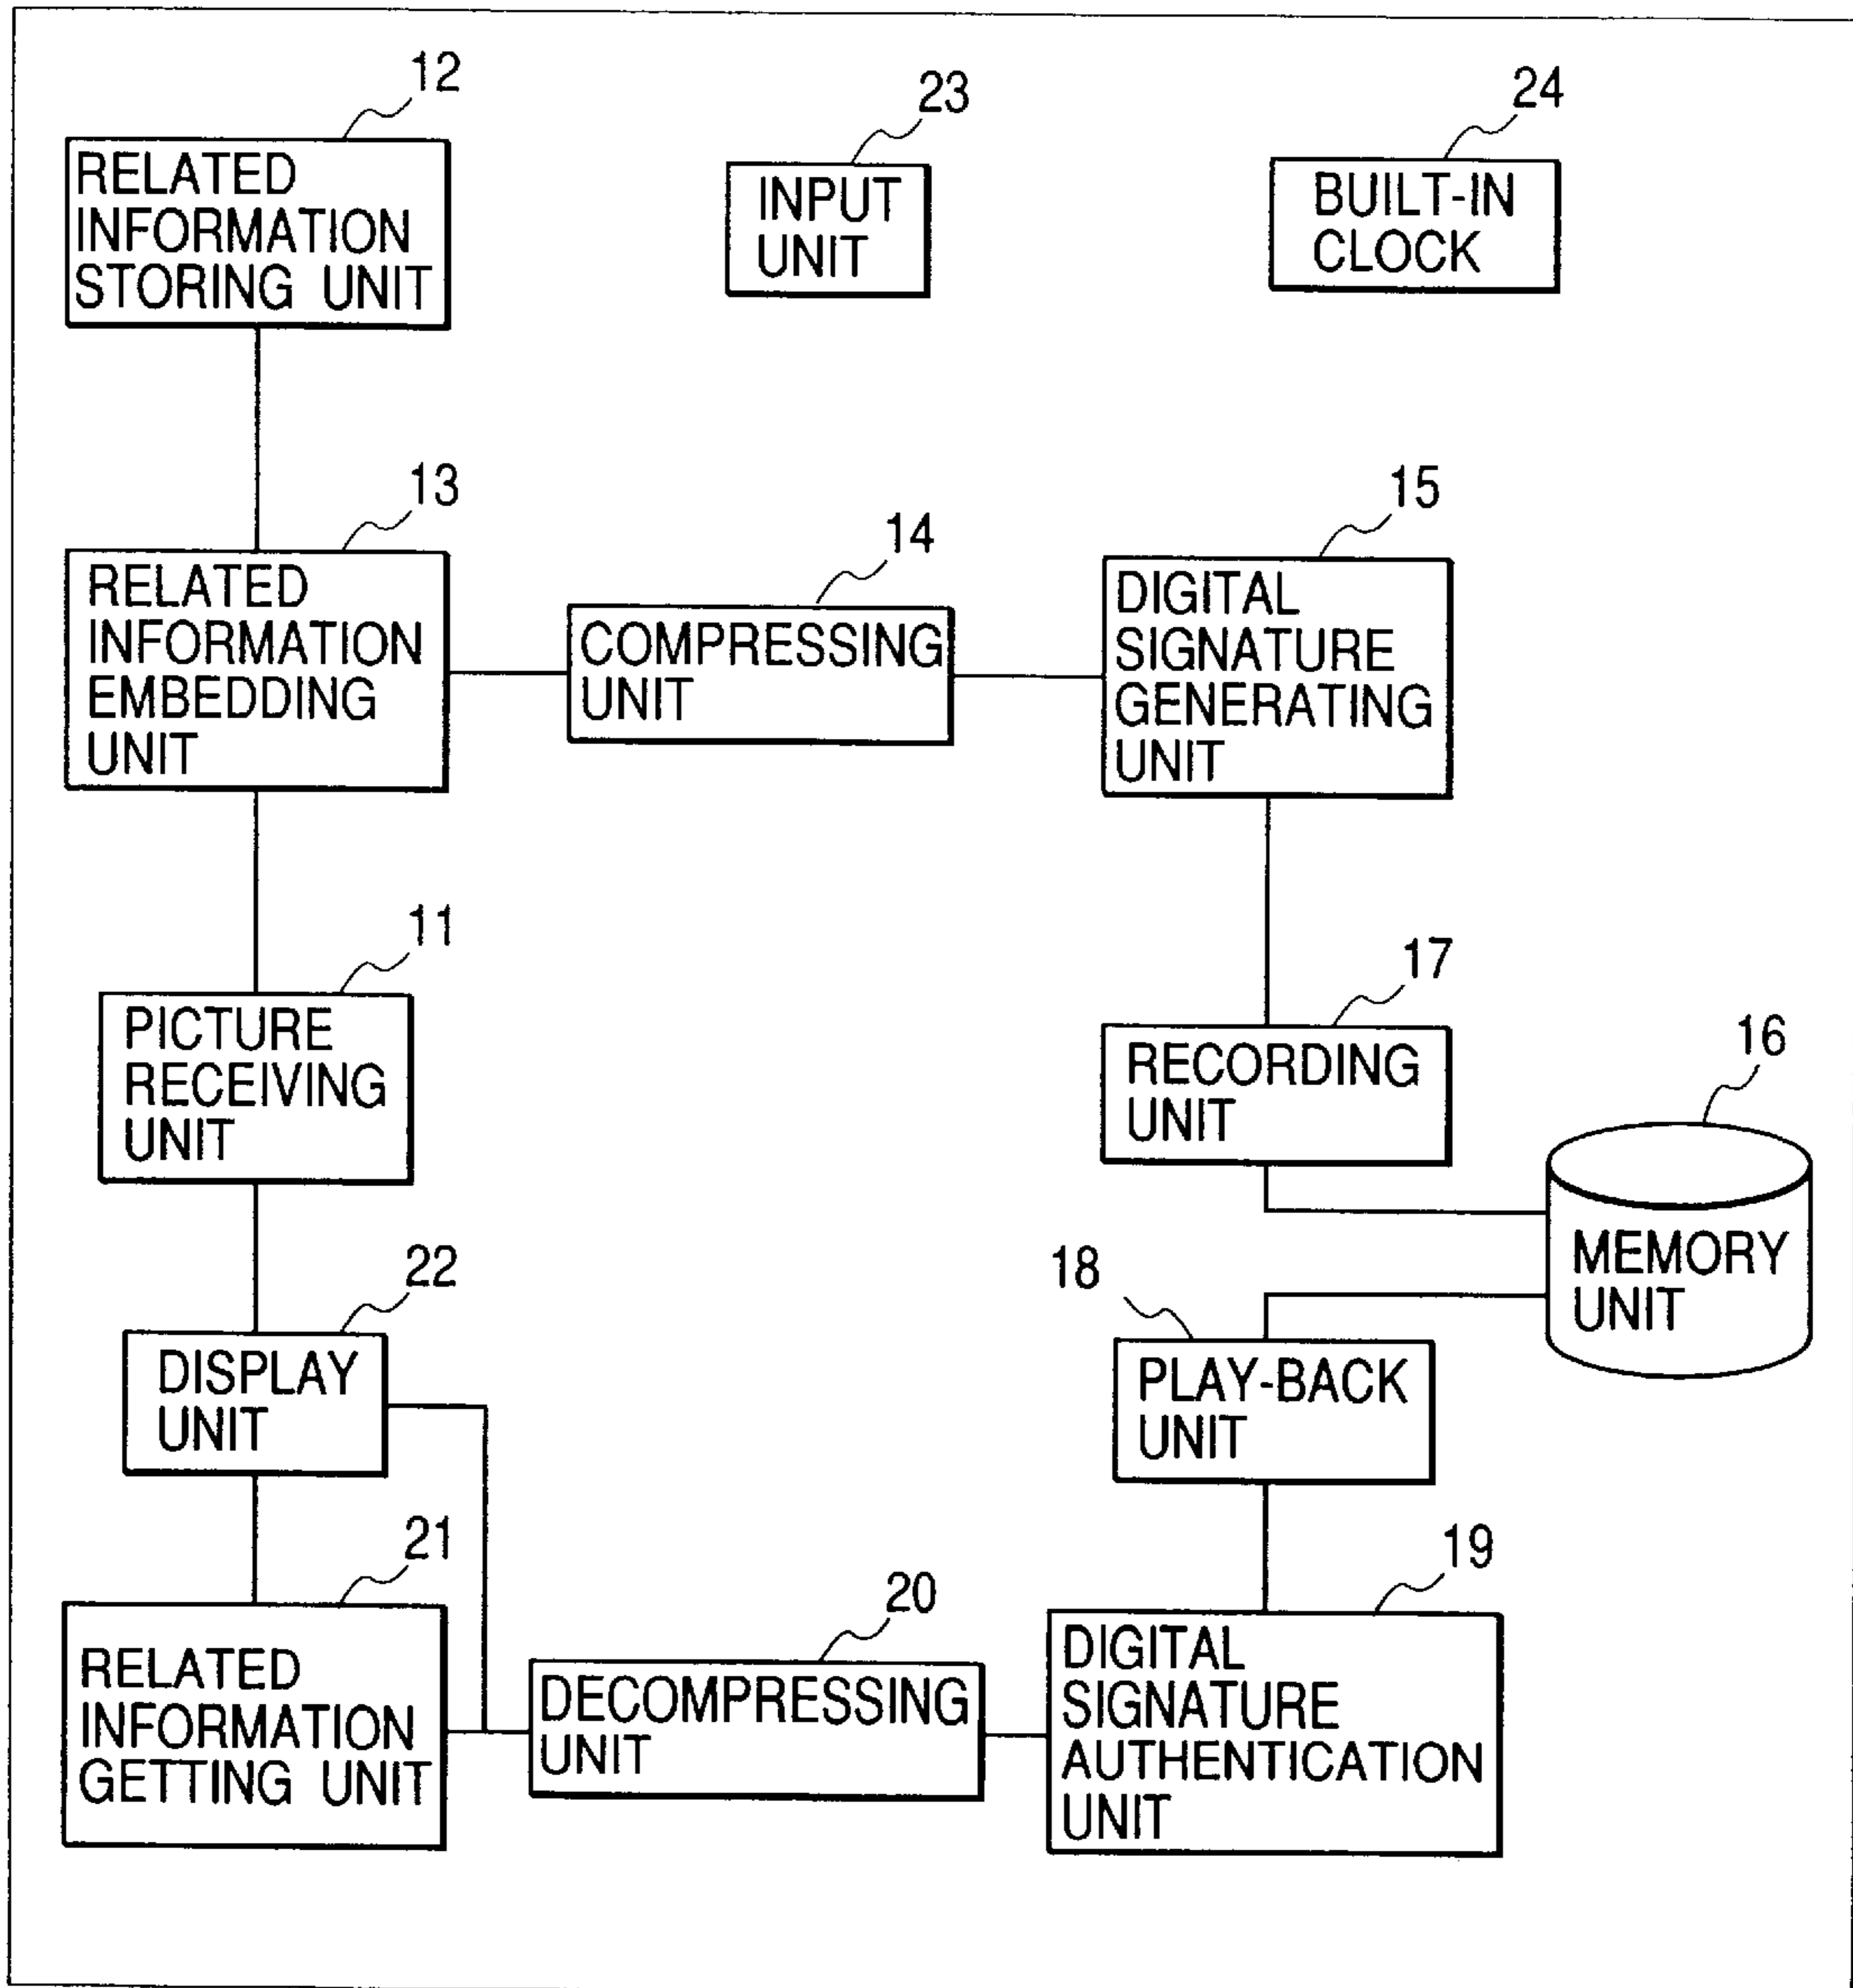 12
RELATED
INFORMATION
STORING UNIT
23
INPUT
UNIT
24
BUILT-IN
CLOCK
13
RELATED
INFORMATION
EMBEDDING
UNIT
14
COMPRESSING
UNIT
15
DIGITAL
SIGNATURE
GENERATING
UNIT
11
PICTURE
RECEIVING
UNIT
17
RECORDING
UNIT
16
MEMORY
UNIT
22
DISPLAY
UNIT
18
PLAY-BACK
UNIT
21
RELATED
INFORMATION
GETTING UNIT
20
DECOMPRESSING
UNIT
19
DIGITAL
SIGNATURE
AUTHENTICATION
UNIT